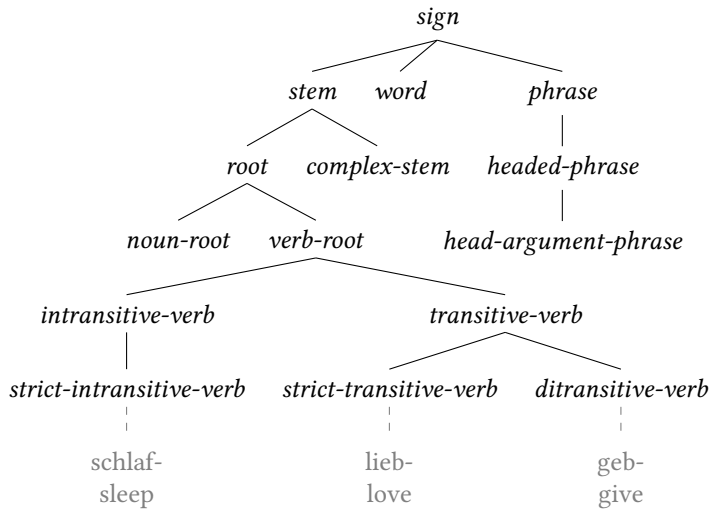 sign
stem word phrase
root complex-stem headed-phrase
noun-root verb-root head-argument-phrase
intransitive-verb transitive-verb
strict-intransitive-verb strict-transitive-verb ditransitive-verb
schlaf- lieb- geb-
sleep love give